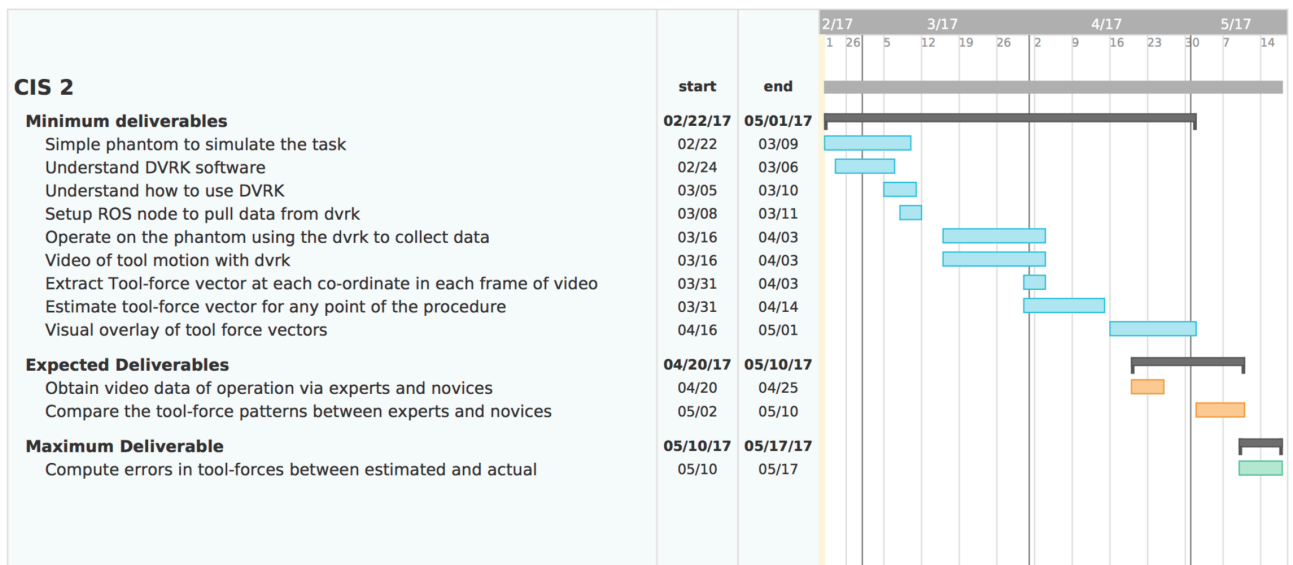 2/17 3/17 4/17 5/17
1 26 5 12 19 26 2 9 16 23 30 7 14
CIS 2 start end
Minimum deliverables 02/22/17 05/01/17
Simple phantom to simulate the task 02/22 03/09
Understand DVRK software 02/24 03/06
Understand how to use DVRK 03/05 03/10
Setup ROS node to pull data from dvrk 03/08 03/11
Operate on the phantom using the dvrk to collect data 03/16 04/03
Video of tool motion with dvrk 03/16 04/03
Extract Tool-force vector at each co-ordinate in each frame of video 03/31 04/03
Estimate tool-force vector for any point of the procedure 03/31 04/14
Visual overlay of tool force vectors 04/16 05/01
Expected Deliverables 04/20/17 05/10/17
Obtain video data of operation via experts and novices 04/20 04/25
Compare the tool-force patterns between experts and novices 05/02 05/10
Maximum Deliverable 05/10/17 05/17/17
Compute errors in tool-forces between estimated and actual 05/10 05/17